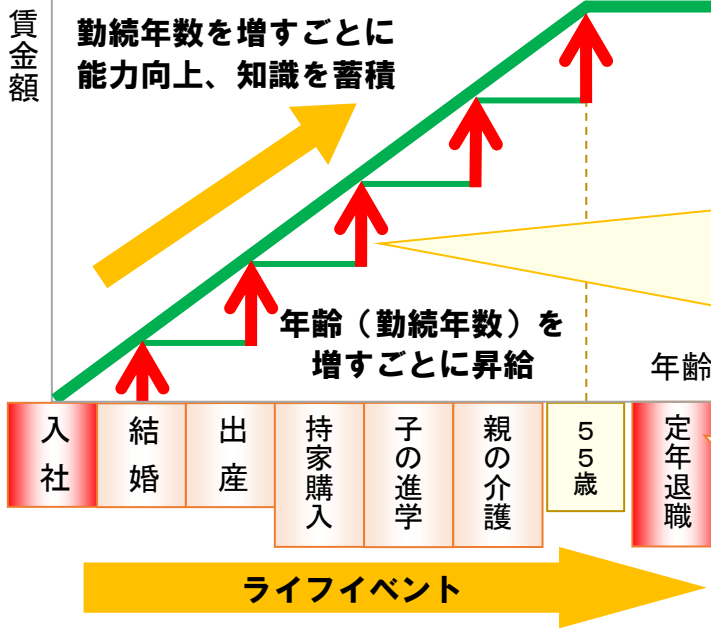 賃金額
勤続年数を増すごとに
能力向上、知識を蓄積
年齢（勤続年数）を
増すごとに昇給
年齢
入社
結婚
出産
持家購入
子の進学
親の介護
55歳
定年退職
ライフイベント